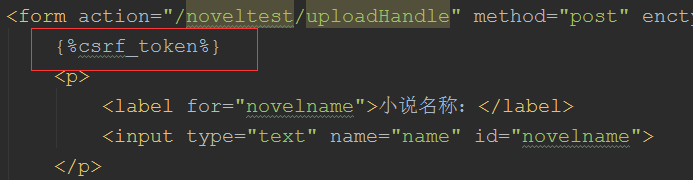 <form action="/noveltest/uploadHandle" method="post" encty
{%csrf_token%}
<p>
<label for="novelname">小说名称：</label>
<input type="text" name="name" id="novelname">
</p>